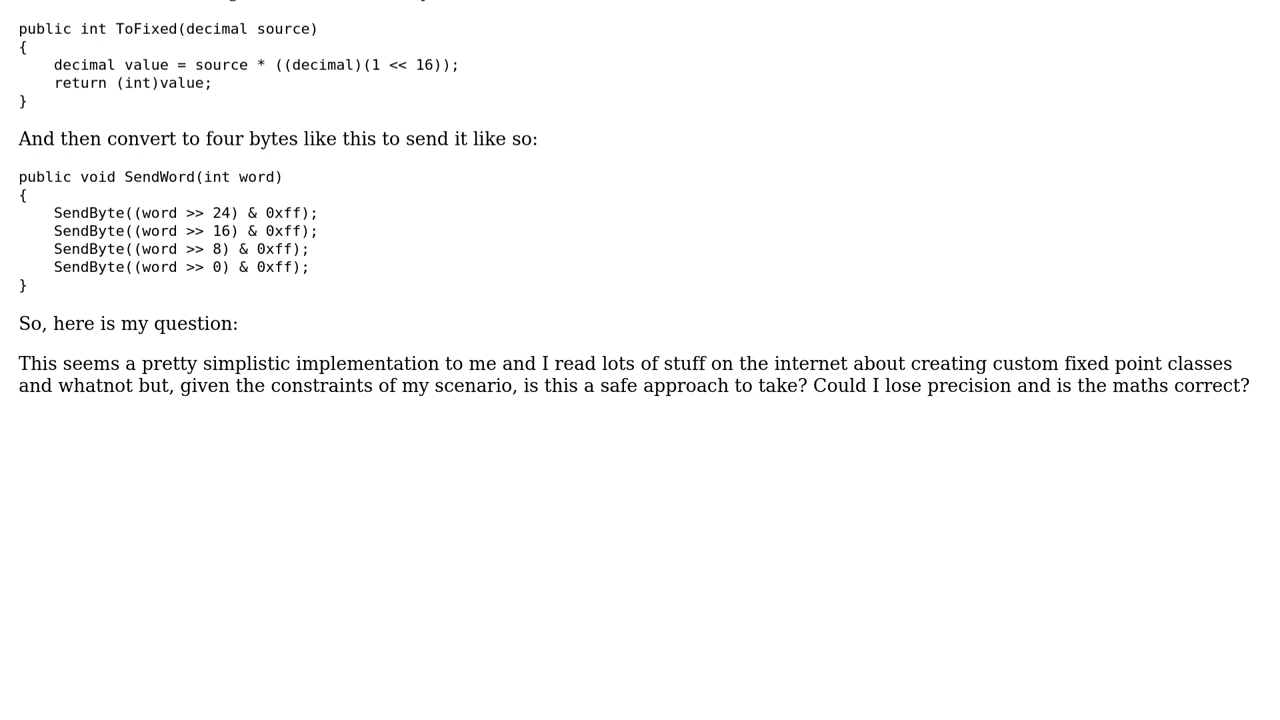 public int ToFixed(decimal source)
{
    decimal value = source * ((decimal)(1 << 16));
    return (int)value;
}
And then convert to four bytes like this to send it like so:
public void SendWord(int word)
{
    SendByte((word >> 24) & 0xff);
    SendByte((word >> 16) & 0xff);
    SendByte((word >> 8) & 0xff);
    SendByte((word >> 0) & 0xff);
}
So, here is my question:
This seems a pretty simplistic implementation to me and I read lots of stuff on the internet about creating custom fixed point classes
and whatnot but, given the constraints of my scenario, is this a safe approach to take? Could I lose precision and is the maths correct?